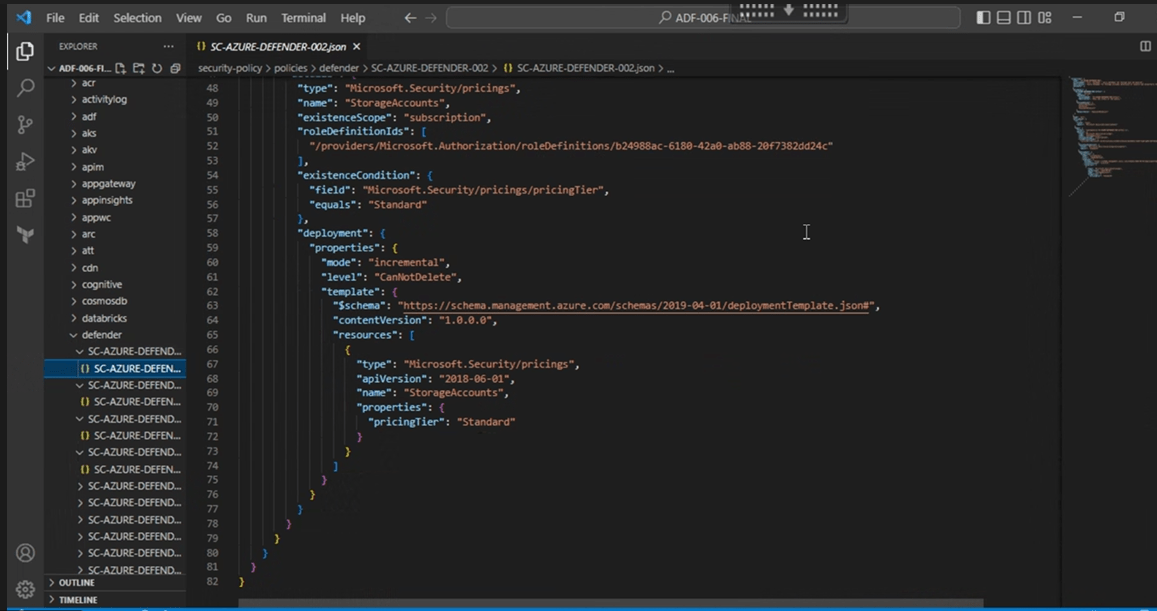 File Edit Selection View Go Run Terminal Help
ADF-006-FINAL
EXPLORER
SC-AZURE-DEFENDER-002.json
ADF-006-FI...
security-policy > policies > defender > SC-AZURE-DEFENDER-002 > {} SC-AZURE-DEFENDER-002.json > ...
acr
activitylog
adf
aks
akv
apim
appgateway
appinsights
appwc
arc
att
cdn
cognitive
cosmosdb
databricks
defender
SC-AZURE-DEFEND...
{} SC-AZURE-DEFEN...
SC-AZURE-DEFEND...
{} SC-AZURE-DEFEN...
SC-AZURE-DEFEND...
{} SC-AZURE-DEFEN...
SC-AZURE-DEFEND...
{} SC-AZURE-DEFEN...
SC-AZURE-DEFEND...
SC-AZURE-DEFEND...
SC-AZURE-DEFEND...
SC-AZURE-DEFEND...
SC-AZURE-DEFEND...
SC-AZURE-DEFEND...
OUTLINE
TIMELINE
48 "type": "Microsoft.Security/pricings",
49 "name": "StorageAccounts",
50 "existenceScope": "subscription",
51 "roleDefinitionIds": [
52 "/providers/Microsoft.Authorization/roleDefinitions/b24988ac-6180-42a0-ab88-20f7382dd24c"
53 ],
54 "existenceCondition": {
55 "field": "Microsoft.Security/pricings/pricingTier",
56 "equals": "Standard"
57 },
58 "deployment": {
59 "properties": {
60 "mode": "incremental",
61 "level": "CanNotDelete",
62 "template": {
63 "$schema": "https://schema.management.azure.com/schemas/2019-04-01/deploymentTemplate.json#",
64 "contentVersion": "1.0.0.0",
65 "resources": [
66 {
67 "type": "Microsoft.Security/pricings",
68 "apiVersion": "2018-06-01",
69 "name": "StorageAccounts",
70 "properties": {
71 "pricingTier": "Standard"
72 }
73 }
74 ]
75 }
76 }
77 }
78 }
79 }
80 }
81 }
82 }